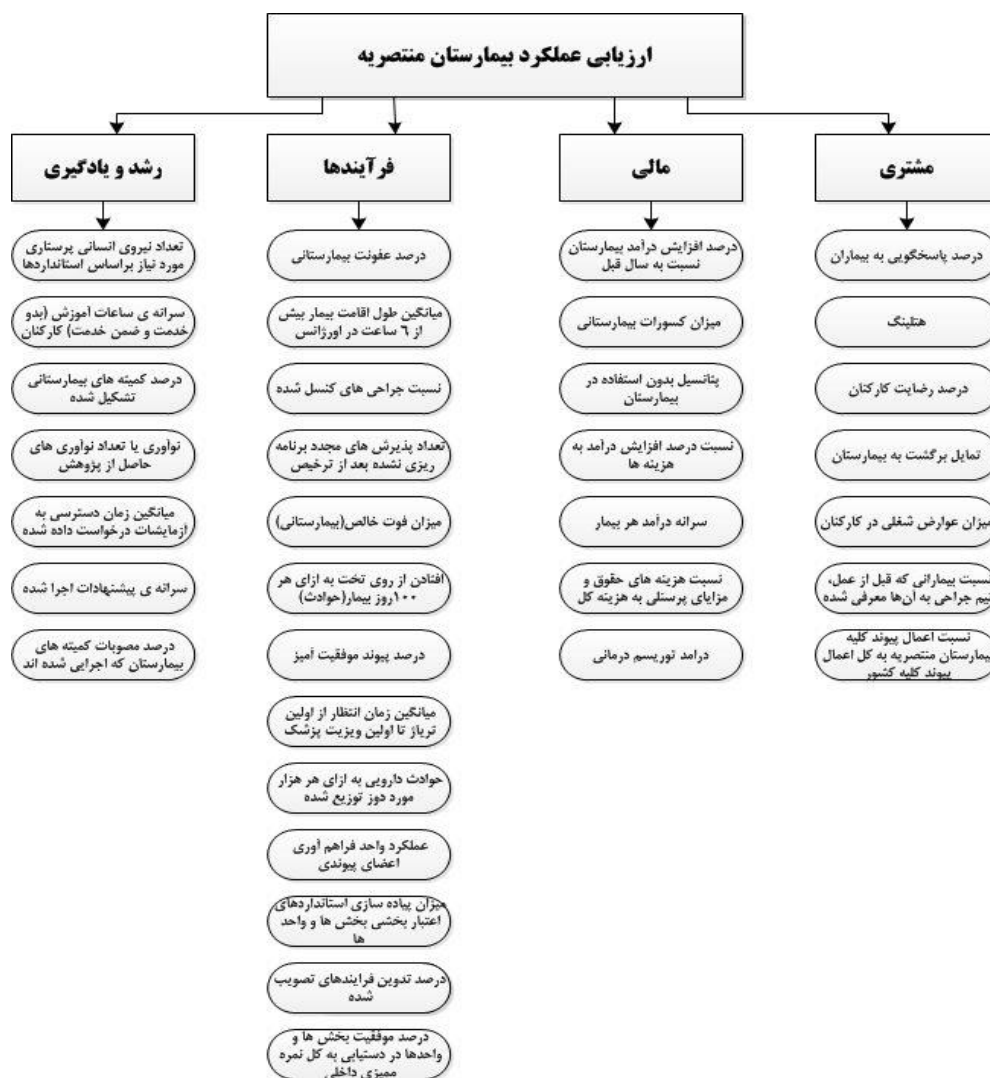 ارزیابی عملکرد بیمارستان منتصریه
مشتری
درصد پاسخگویی به بیماران
هتلینگ
درصد رضایت کارکنان
تمایل برگشت به بیمارستان
میزان عوارض شغلی در کارکنان
نسبت بیمارانی که قبل از عمل،
تیم جراحی به آن‌ها معرفی شده
نسبت اعمال پیوند کلیه
بیمارستان منتصریه به کل اعمال
پیوند کلیه کشور
مالی
درصد افزایش درآمد بیمارستان
نسبت به سال قبل
میزان کسورات بیمارستانی
پتانسیل بدون استفاده در
بیمارستان
نسبت درصد افزایش درآمد به
هزینه ها
سرانه درآمد هر بیمار
نسبت هزینه های حقوق و
مزایای پرسنلی به هزینه کل
درامد توریسم درمانی
فرآیندها
درصد عفونت بیمارستانی
میانگین طول اقامت بیمار بیش
از ٦ ساعت در اورژانس
نسبت جراحی های کنسل شده
تعداد پذیرش های مجدد برنامه
ریزی نشده بعد از ترخیص
میزان فوت خالص(بیمارستانی)
افتادن از روی تخت به ازای هر
١٠٠روز بیمار(حوادث)
درصد پیوند موفقیت آمیز
میانگین زمان انتظار از اولین
تریاژ تا اولین ویزیت پزشک
حوادث دارویی به ازای هر هزار
مورد دوز توزیع شده
عملکرد واحد فراهم آوری
اعضای پیوندی
میزان پیاده سازی استانداردهای
اعتبار بخشی بخش ها و واحد
ها
درصد تدوین فرایندهای تصویب
شده
درصد موفقیت بخش ها و
واحدها در دستیابی به کل نمره
ممیزی داخلی
رشد و یادگیری
تعداد نیروی انسانی پرستاری
مورد نیاز براساس استانداردها
سرانه ی ساعات آموزش (بدو
خدمت و ضمن خدمت) کارکنان
درصد کمیته های بیمارستانی
تشکیل شده
نوآوری یا تعداد نوآوری های
حاصل از پژوهش
میانگین زمان دسترسی به
آزمایشات درخواست داده شده
سرانه ی پیشنهادات اجرا شده
درصد مصوبات کمیته های
بیمارستان که اجرایی شده اند